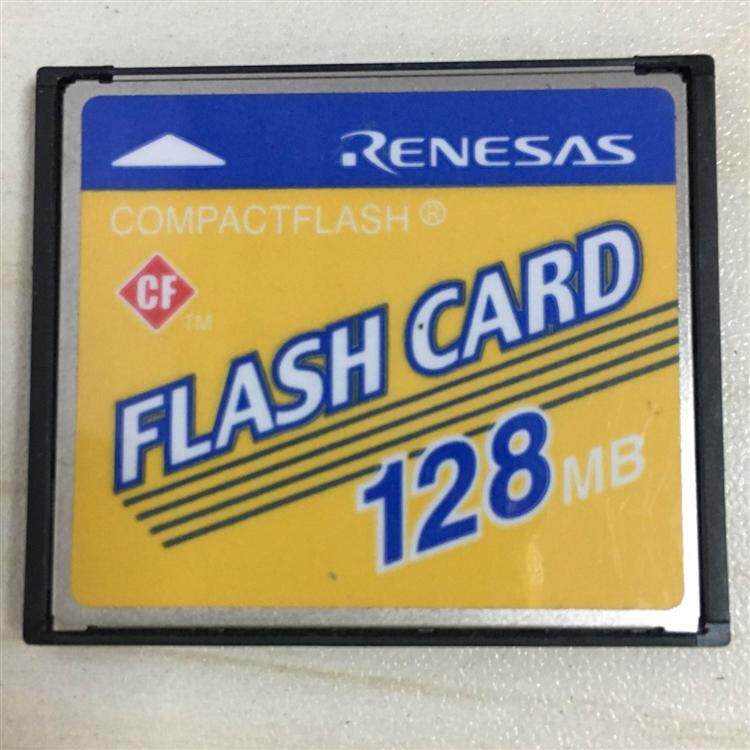 RENESAS
COMPACTFLASH ®
CF
TM
FLASH CARD
128 MB